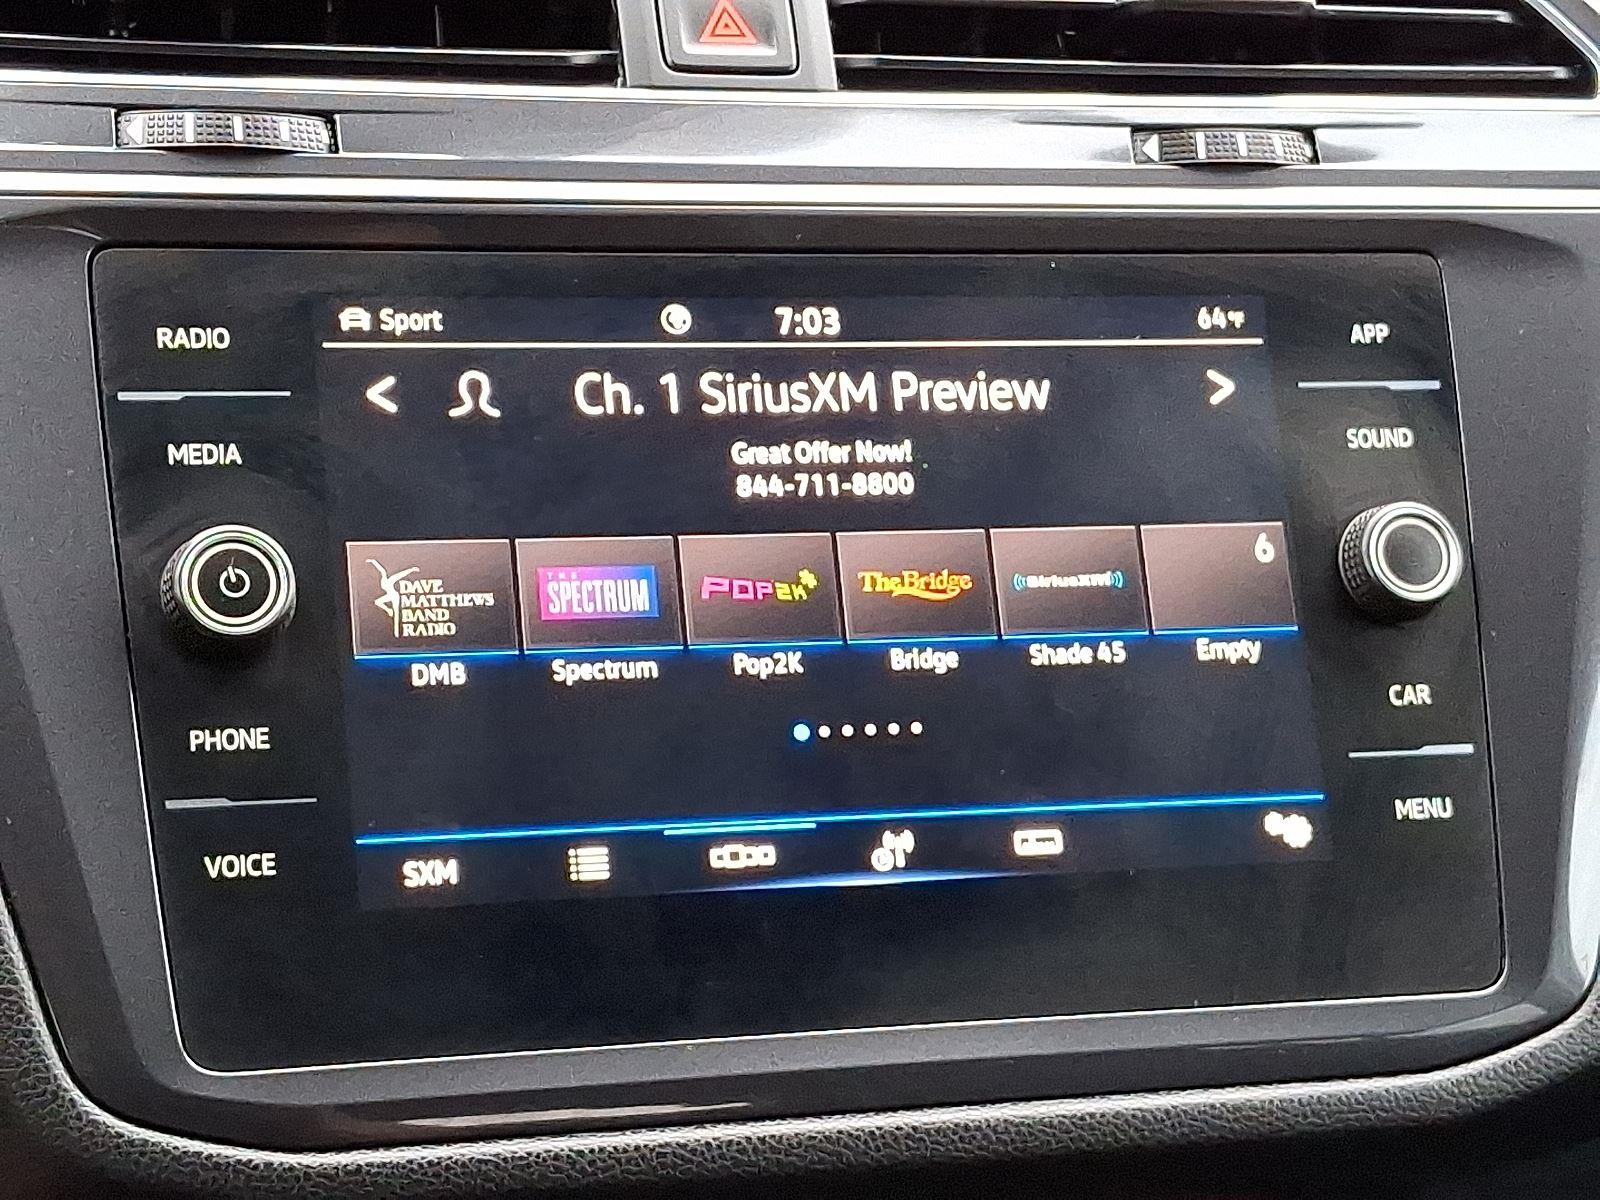 RADIO
MEDIA
PHONE
VOICE
Sport
7:03
64°F
Ch. 1 SiriusXM Preview
Great Offer Now!
844-711-8800
DAVE
MATTHEWS
BAND
RADIO
THE
SPECTRUM
POP2K
TheBridge
SiriusXM
6
DMB
Spectrum
Pop2K
Bridge
Shade 45
Empty
SXM
APP
SOUND
CAR
MENU